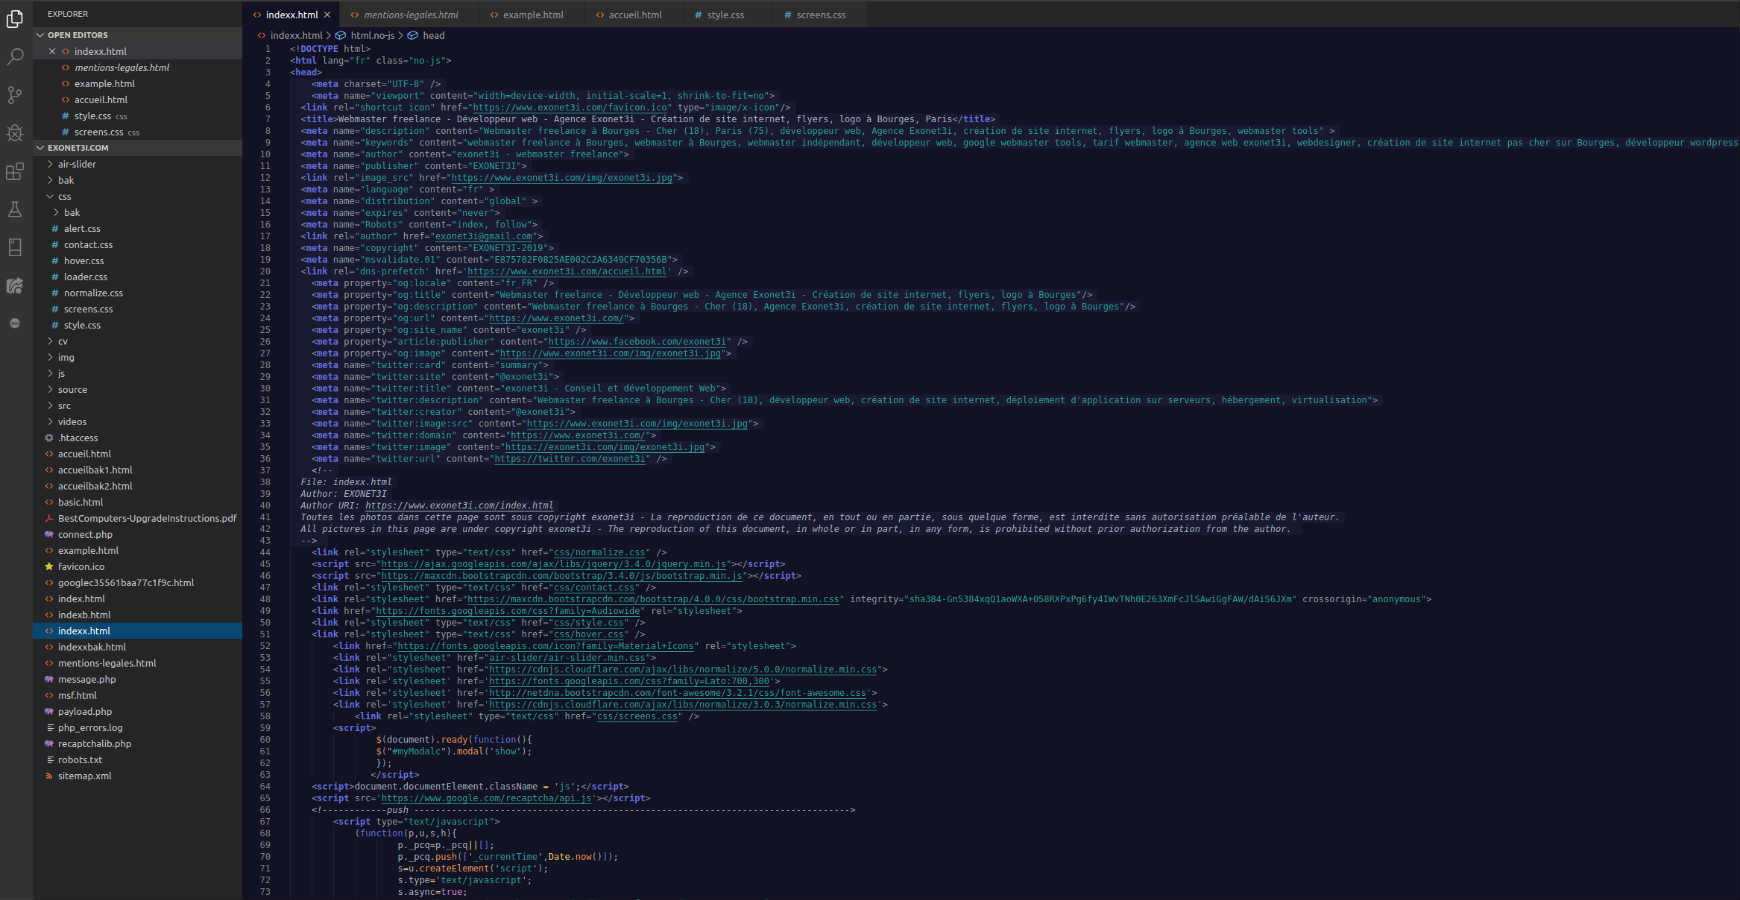 EXPLORER
OPEN EDITORS
indexx.html
mentions-legales.html
example.html
accueil.html
style.css css
screens.css css
EXONET3I.COM
air-slider
bak
css
bak
alert.css
contact.css
hover.css
loader.css
normalize.css
screens.css
style.css
cv
img
js
source
src
videos
.htaccess
accueil.html
accueilbak1.html
accueilbak2.html
basic.html
BestComputers-UpgradeInstructions.pdf
connect.php
example.html
favicon.ico
googlec35561baa77c1f9c.html
index.html
indexb.html
indexx.html
indexxbak.html
mentions-legales.html
message.php
msf.html
payload.php
php_errors.log
recaptchalib.php
robots.txt
sitemap.xml
indexx.html mentions-legales.html example.html accueil.html style.css screens.css
indexx.html > html.no-js > head
1 <!DOCTYPE html>
2 <html lang="fr" class="no-js">
3 <head>
4 <meta charset="UTF-8" />
5 <meta name="viewport" content="width=device-width, initial-scale=1, shrink-to-fit=no">
6 <link rel="shortcut icon" href="https://www.exonet3i.com/favicon.ico" type="image/x-icon"/>
7 <title>Webmaster freelance - Développeur web - Agence Exonet3i - Création de site internet, flyers, logo à Bourges, Paris</title>
8 <meta name="description" content="Webmaster freelance à Bourges - Cher (18), Paris (75), développeur web, Agence Exonet3i, création de site internet, flyers, logo à Bourges, webmaster tools" >
9 <meta name="keywords" content="webmaster freelance à Bourges, webmaster à Bourges, webmaster indépendant, développeur web, google webmaster tools, tarif webmaster, agence web exonet3i, webdesigner, création de site internet pas cher sur Bourges, développeur wordpress
10 <meta name="author" content="exonet3i - webmaster freelance">
11 <meta name="publisher" content="EXONET3I">
12 <link rel="image_src" href="https://www.exonet3i.com/img/exonet3i.jpg">
13 <meta name="language" content="fr" >
14 <meta name="distribution" content="global" >
15 <meta name="expires" content="never">
16 <meta name="Robots" content="index, follow">
17 <link rel="author" href="exonet3i@gmail.com">
18 <meta name="copyright" content="EXONET3I-2019">
19 <meta name="msvalidate.01" content="E875702F0825AE002C2A6349CF70356B">
20 <link rel='dns-prefetch' href='https://www.exonet3i.com/accueil.html' />
21 <meta property="og:locale" content="fr_FR" />
22 <meta property="og:title" content="Webmaster freelance - Développeur web - Agence Exonet3i - Création de site internet, flyers, logo à Bourges"/>
23 <meta property="og:description" content="Webmaster freelance à Bourges - Cher (18), Agence Exonet3i, création de site internet, flyers, logo à Bourges"/>
24 <meta property="og:url" content="https://www.exonet3i.com/">
25 <meta property="og:site_name" content="exonet3i" />
26 <meta property="article:publisher" content="https://www.facebook.com/exonet3i" />
27 <meta property="og:image" content="https://www.exonet3i.com/img/exonet3i.jpg">
28 <meta name="twitter:card" content="summary">
29 <meta name="twitter:site" content="@exonet3i">
30 <meta name="twitter:title" content="exonet3i - Conseil et développement Web">
31 <meta name="twitter:description" content="Webmaster freelance à Bourges - Cher (18), développeur web, création de site internet, déploiement d'application sur serveurs, hébergement, virtualisation">
32 <meta name="twitter:creator" content="@exonet3i">
33 <meta name="twitter:image:src" content="https://www.exonet3i.com/img/exonet3i.jpg">
34 <meta name="twitter:domain" content="https://www.exonet3i.com/">
35 <meta name="twitter:image" content="https://exonet3i.com/img/exonet3i.jpg">
36 <meta name="twitter:url" content="https://twitter.com/exonet3i" />
37 <!--
38 File: indexx.html
39 Author: EXONET3I
40 Author URI: https://www.exonet3i.com/index.html
41 Toutes les photos dans cette page sont sous copyright exonet3i - La reproduction de ce document, en tout ou en partie, sous quelque forme, est interdite sans autorisation préalable de l'auteur.
42 All pictures in this page are under copyright exonet3i - The reproduction of this document, in whole or in part, in any form, is prohibited without prior authorization from the author.
43 -->
44 <link rel="stylesheet" type="text/css" href="css/normalize.css" />
45 <script src="https://ajax.googleapis.com/ajax/libs/jquery/3.4.0/jquery.min.js"></script>
46 <script src="https://maxcdn.bootstrapcdn.com/bootstrap/3.4.0/js/bootstrap.min.js"></script>
47 <link rel="stylesheet" type="text/css" href="css/contact.css" />
48 <link rel="stylesheet" href="https://maxcdn.bootstrapcdn.com/bootstrap/4.0.0/css/bootstrap.min.css" integrity="sha384-Gn5384xqQ1aoWXA+058RXPxPg6fy4IWvTNh0E263XmFcJlSAwiGgFAW/dAiS6JXm" crossorigin="anonymous">
49 <link href="https://fonts.googleapis.com/css?family=Audiowide" rel="stylesheet">
50 <link rel="stylesheet" type="text/css" href="css/style.css" />
51 <link rel="stylesheet" type="text/css" href="css/hover.css" />
52 <link href="https://fonts.googleapis.com/icon?family=Material+Icons" rel="stylesheet">
53 <link rel="stylesheet" href="air-slider/air-slider.min.css">
54 <link rel="stylesheet" href="https://cdnjs.cloudflare.com/ajax/libs/normalize/5.0.0/normalize.min.css">
55 <link rel='stylesheet' href='https://fonts.googleapis.com/css?family=Lato:700,300'>
56 <link rel='stylesheet' href='http://netdna.bootstrapcdn.com/font-awesome/3.2.1/css/font-awesome.css'>
57 <link rel='stylesheet' href='https://cdnjs.cloudflare.com/ajax/libs/normalize/3.0.3/normalize.min.css'>
58 <link rel="stylesheet" type="text/css" href="css/screens.css" />
59 <script>
60 $(document).ready(function(){
61 $("#myModalc").modal('show');
62 });
63 </script>
64 <script>document.documentElement.className = 'js';</script>
65 <script src='https://www.google.com/recaptcha/api.js'></script>
66 <!------------push --------------------------------------------------------------------------------->
67 <script type="text/javascript">
68 (function(p,u,s,h){
69 p._pcq=p._pcq||[];
70 p._pcq.push(['_currentTime',Date.now()]);
71 s=u.createElement('script');
72 s.type='text/javascript';
73 s.async=true;